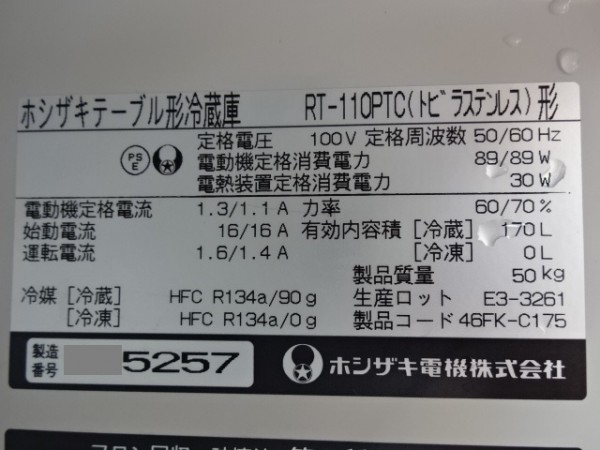 ホシザキテーブル形冷蔵庫 RT-110PTC(トビラステンレス)形
定格電圧 100V 定格周波数 50/60 Hz
PS E 電動機定格消費電力 89/89 W
電熱装置定格消費電力 30 W
電動機定格電流 1.3/1.1 A 力率 60/70 %
始動電流 16/16 A 有効内容積 [冷蔵] 170 L
運転電流 1.6/1.4 A [冷凍] 0 L
製品質量 50 kg
冷媒 [冷蔵] HFC R134a/90 g 生産ロット E3-3261
[冷凍] HFC R134a/0 g 製品コード 46FK-C175
製造番号 5257 ホシザキ電機株式会社